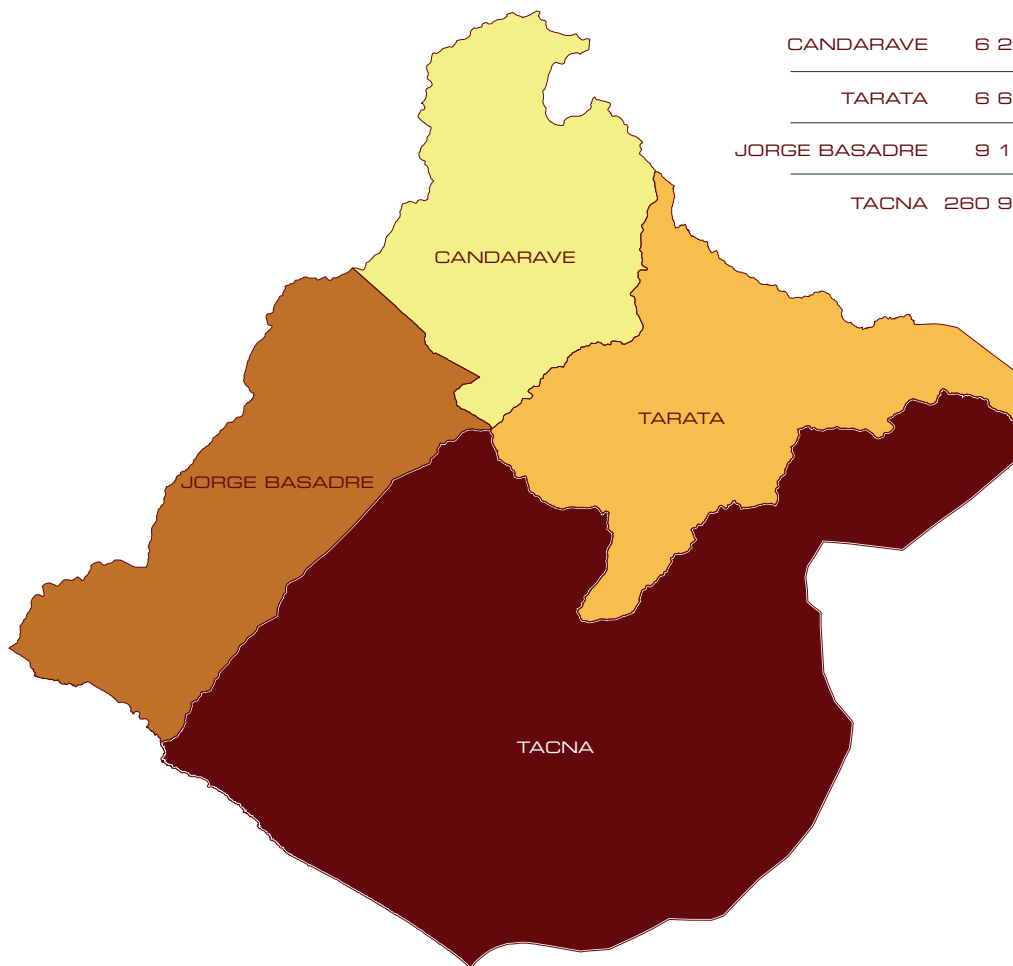 CANDARAVE 6 2
TARATA 6 6
JORGE BASADRE 9 1
TACNA 260 9
CANDARAVE
TARATA
JORGE BASADRE
TACNA